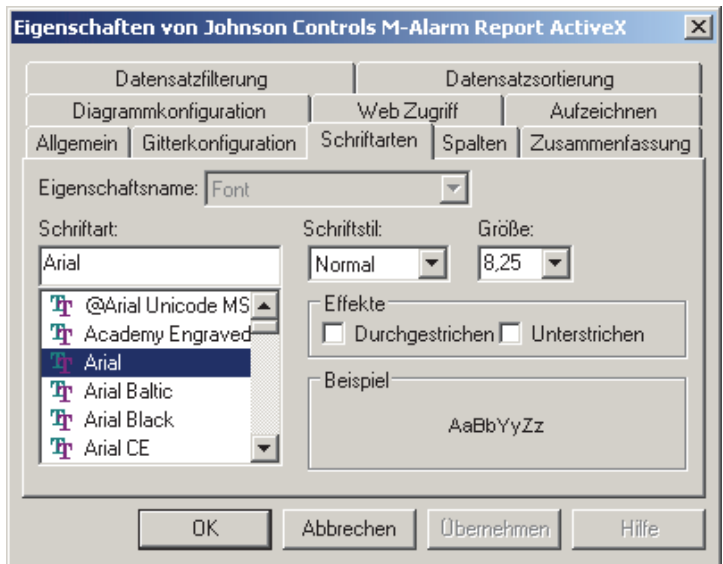 Eigenschaften von Johnson Controls M-Alarm Report ActiveX
Datensatzfilterung Datensatzsortierung
Diagrammkonfiguration Web Zugriff Aufzeichnen
Allgemein Gitterkonfiguration Schriftarten Spalten Zusammenfassung
Eigenschaftsname: Font
Schriftart: Schriftstil: Größe:
Arial Normal 8,25
@Arial Unicode MS
Academy Engraved
Arial
Arial Baltic
Arial Black
Arial CE
Effekte
Durchgestrichen Unterstrichen
Beispiel
AaBbYyZz
OK Abbrechen Übernehmen Hilfe